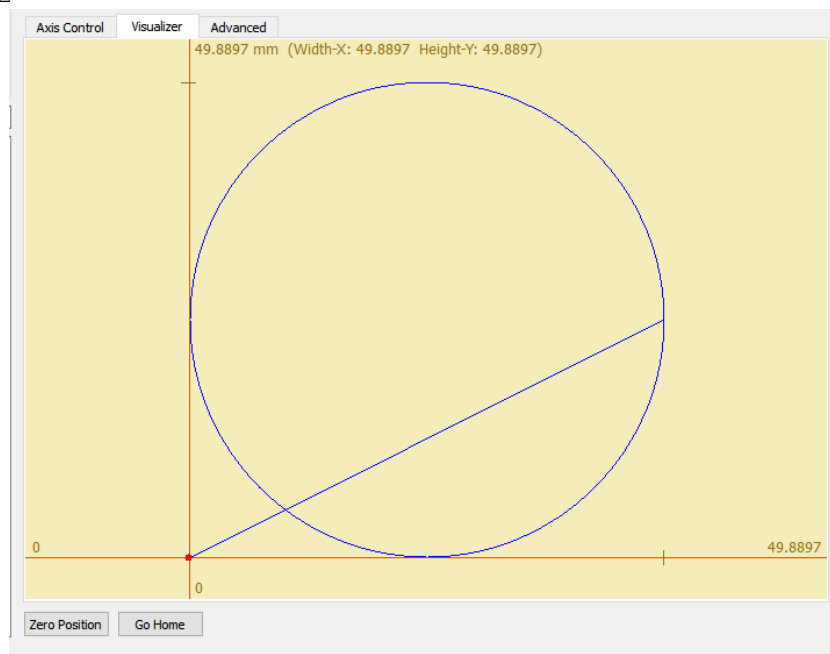 Axis Control Visualizer Advanced
49.8897 mm (Width-X: 49.8897 Height-Y: 49.8897)
0 49.8897
0
Zero Position Go Home